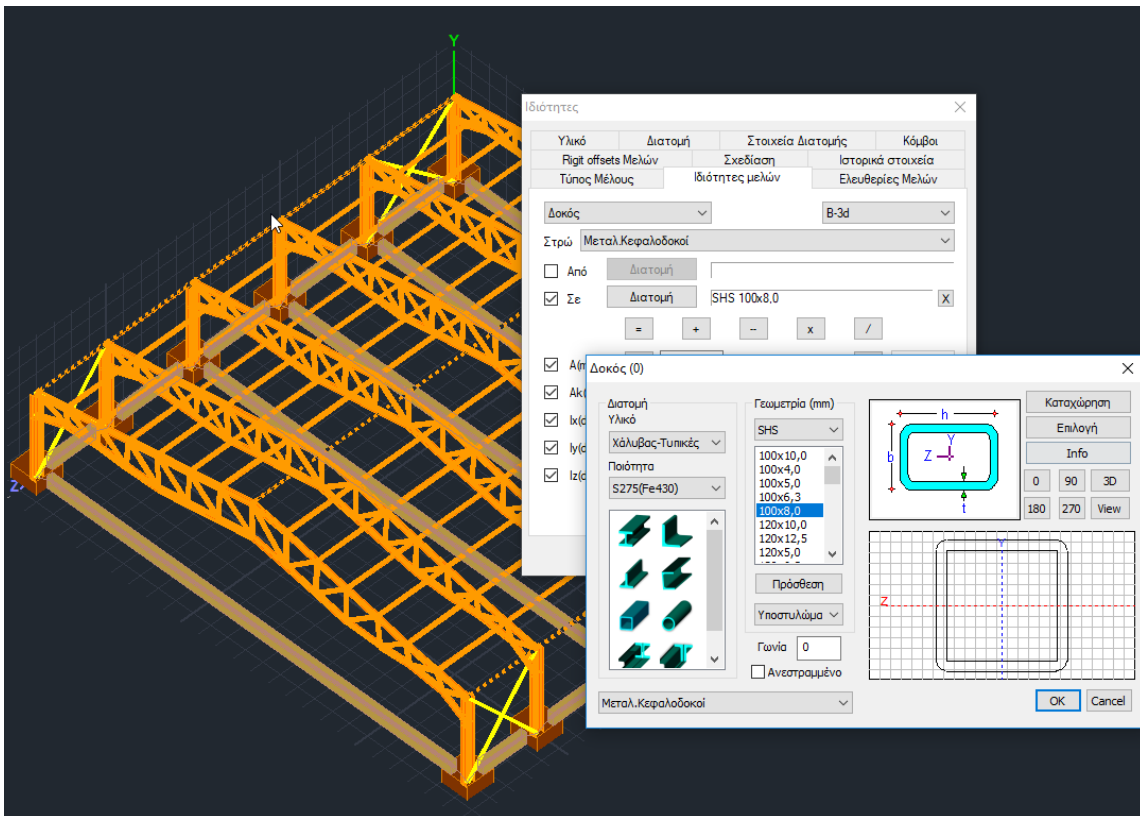 Y
Z
Ιδιότητες
Υλικό Διατομή Στοιχεία Διατομής Κόμβοι
Rigit offsets Μελών Σχεδίαση Ιστορικά στοιχεία
Τύπος Μέλους Ιδιότητες μελών Ελευθερίες Μελών
Δοκός B-3d
Στρώ Μεταλ.Κεφαλοδοκοί
Από Διατομή
Σε Διατομή SHS 100x8,0 X
= + -- x /
Δοκός (0)
Διατομή
Υλικό
Χάλυβας-Τυπικές
Ποιότητα
S275(Fe430)
Γεωμετρία (mm)
SHS
100x10,0
100x4,0
100x5,0
100x6,3
100x8,0
120x10,0
120x12,5
120x5,0
Πρόσθεση
Υποστυλώμα
Γωνία 0
Ανεστραμμένο
Μεταλ.Κεφαλοδοκοί
h
b
Y
Z
t
Καταχώρηση
Επιλογή
Info
0 90 3D
180 270 View
Y
Z
OK Cancel